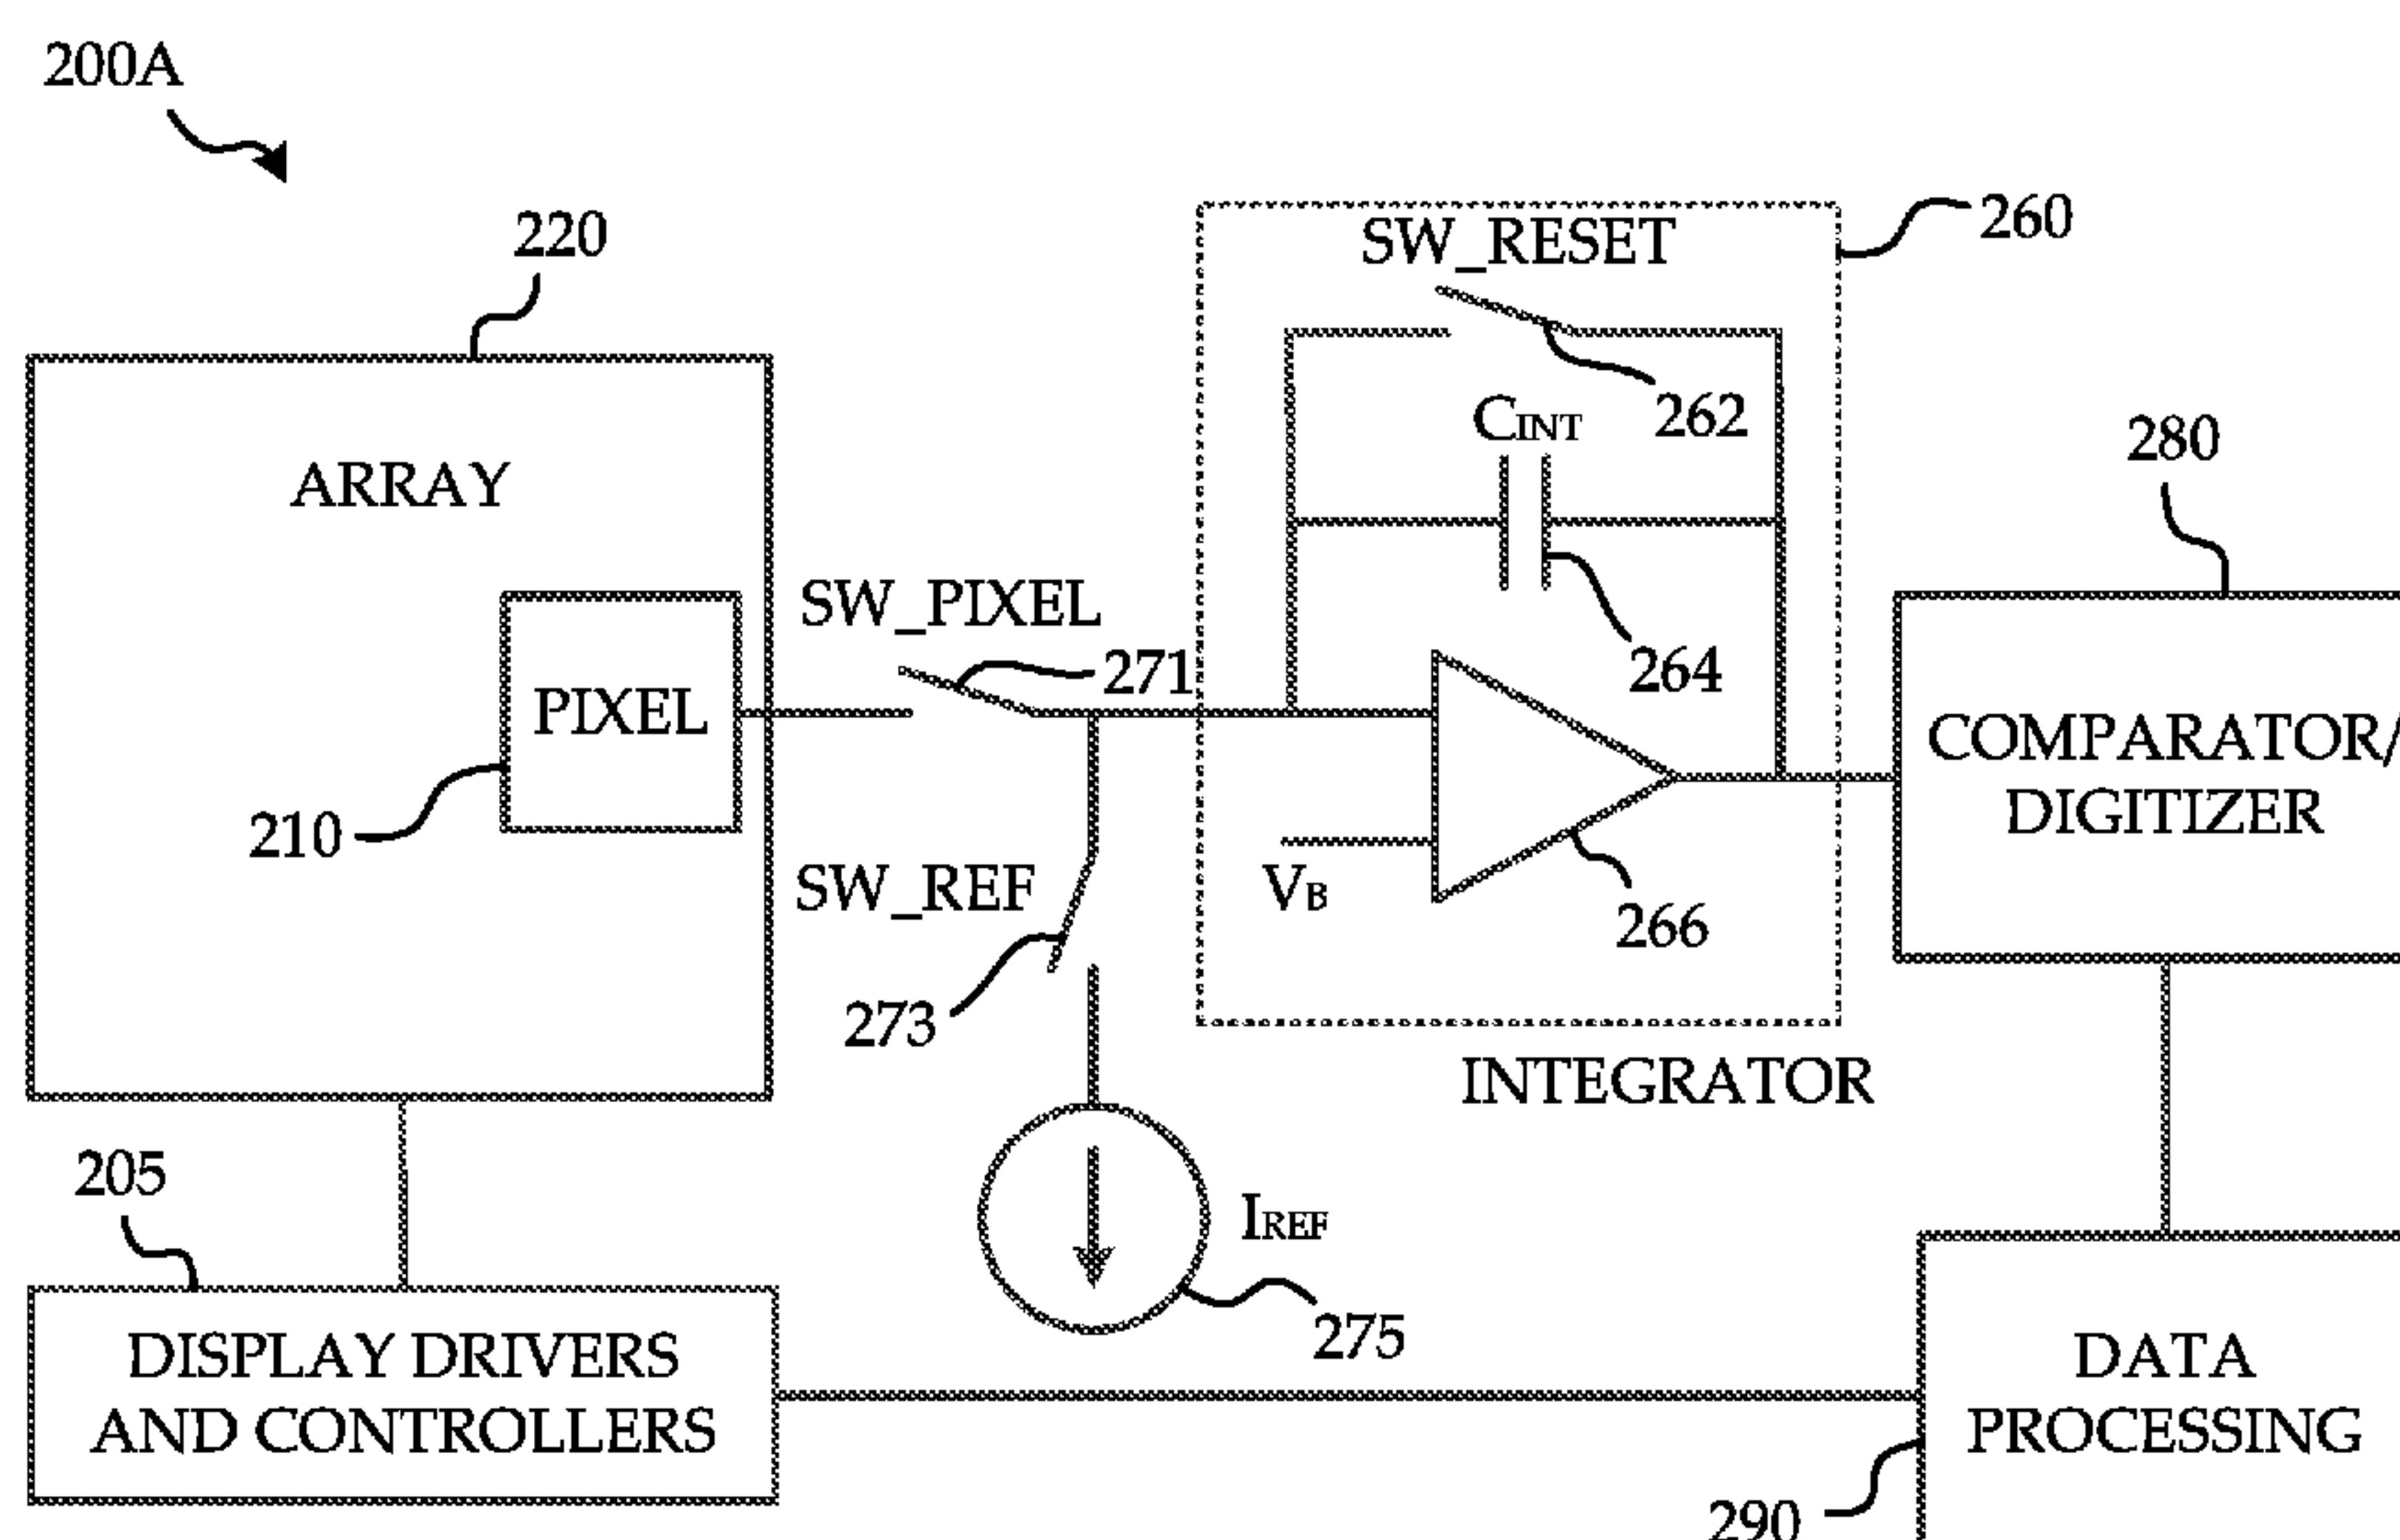 200A
220
260
SW_RESET
262
CINT
280
ARRAY
SW_PIXEL
271
264
PIXEL
COMPARATOR/
DIGITIZER
210
SW_REF
VB
266
273
INTEGRATOR
205
IREF
275
DISPLAY DRIVERS
AND CONTROLLERS
DATA
PROCESSING
290